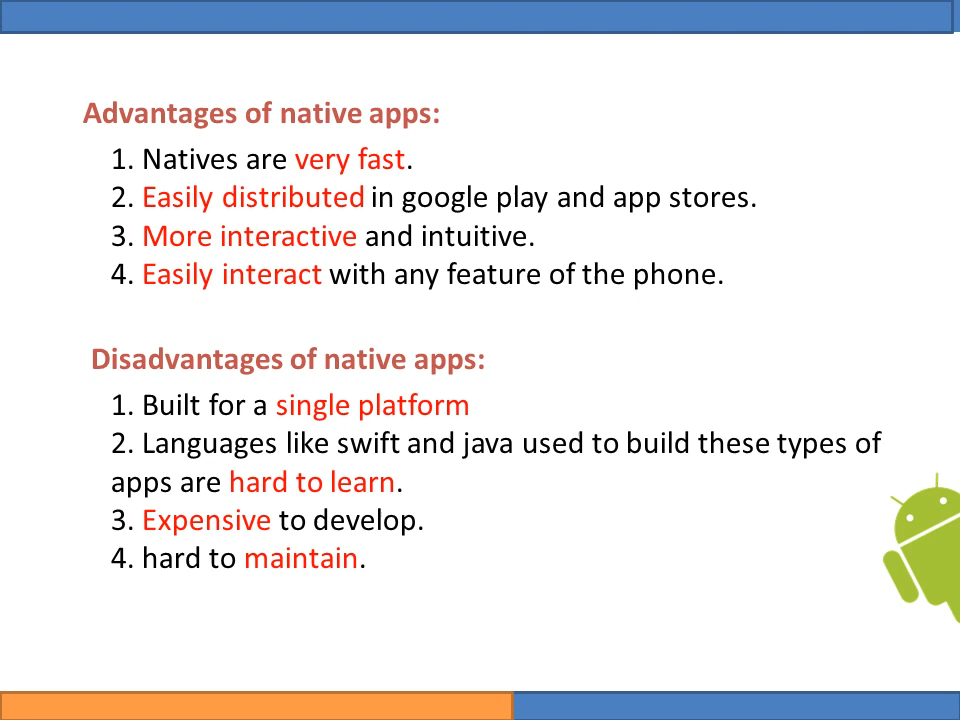 Advantages of native apps:
1. Natives are very fast.
2. Easily distributed in google play and app stores.
3. More interactive and intuitive.
4. Easily interact with any feature of the phone.
Disadvantages of native apps:
1. Built for a single platform
2. Languages like swift and java used to build these types of
apps are hard to learn.
3. Expensive to develop.
4. hard to maintain.